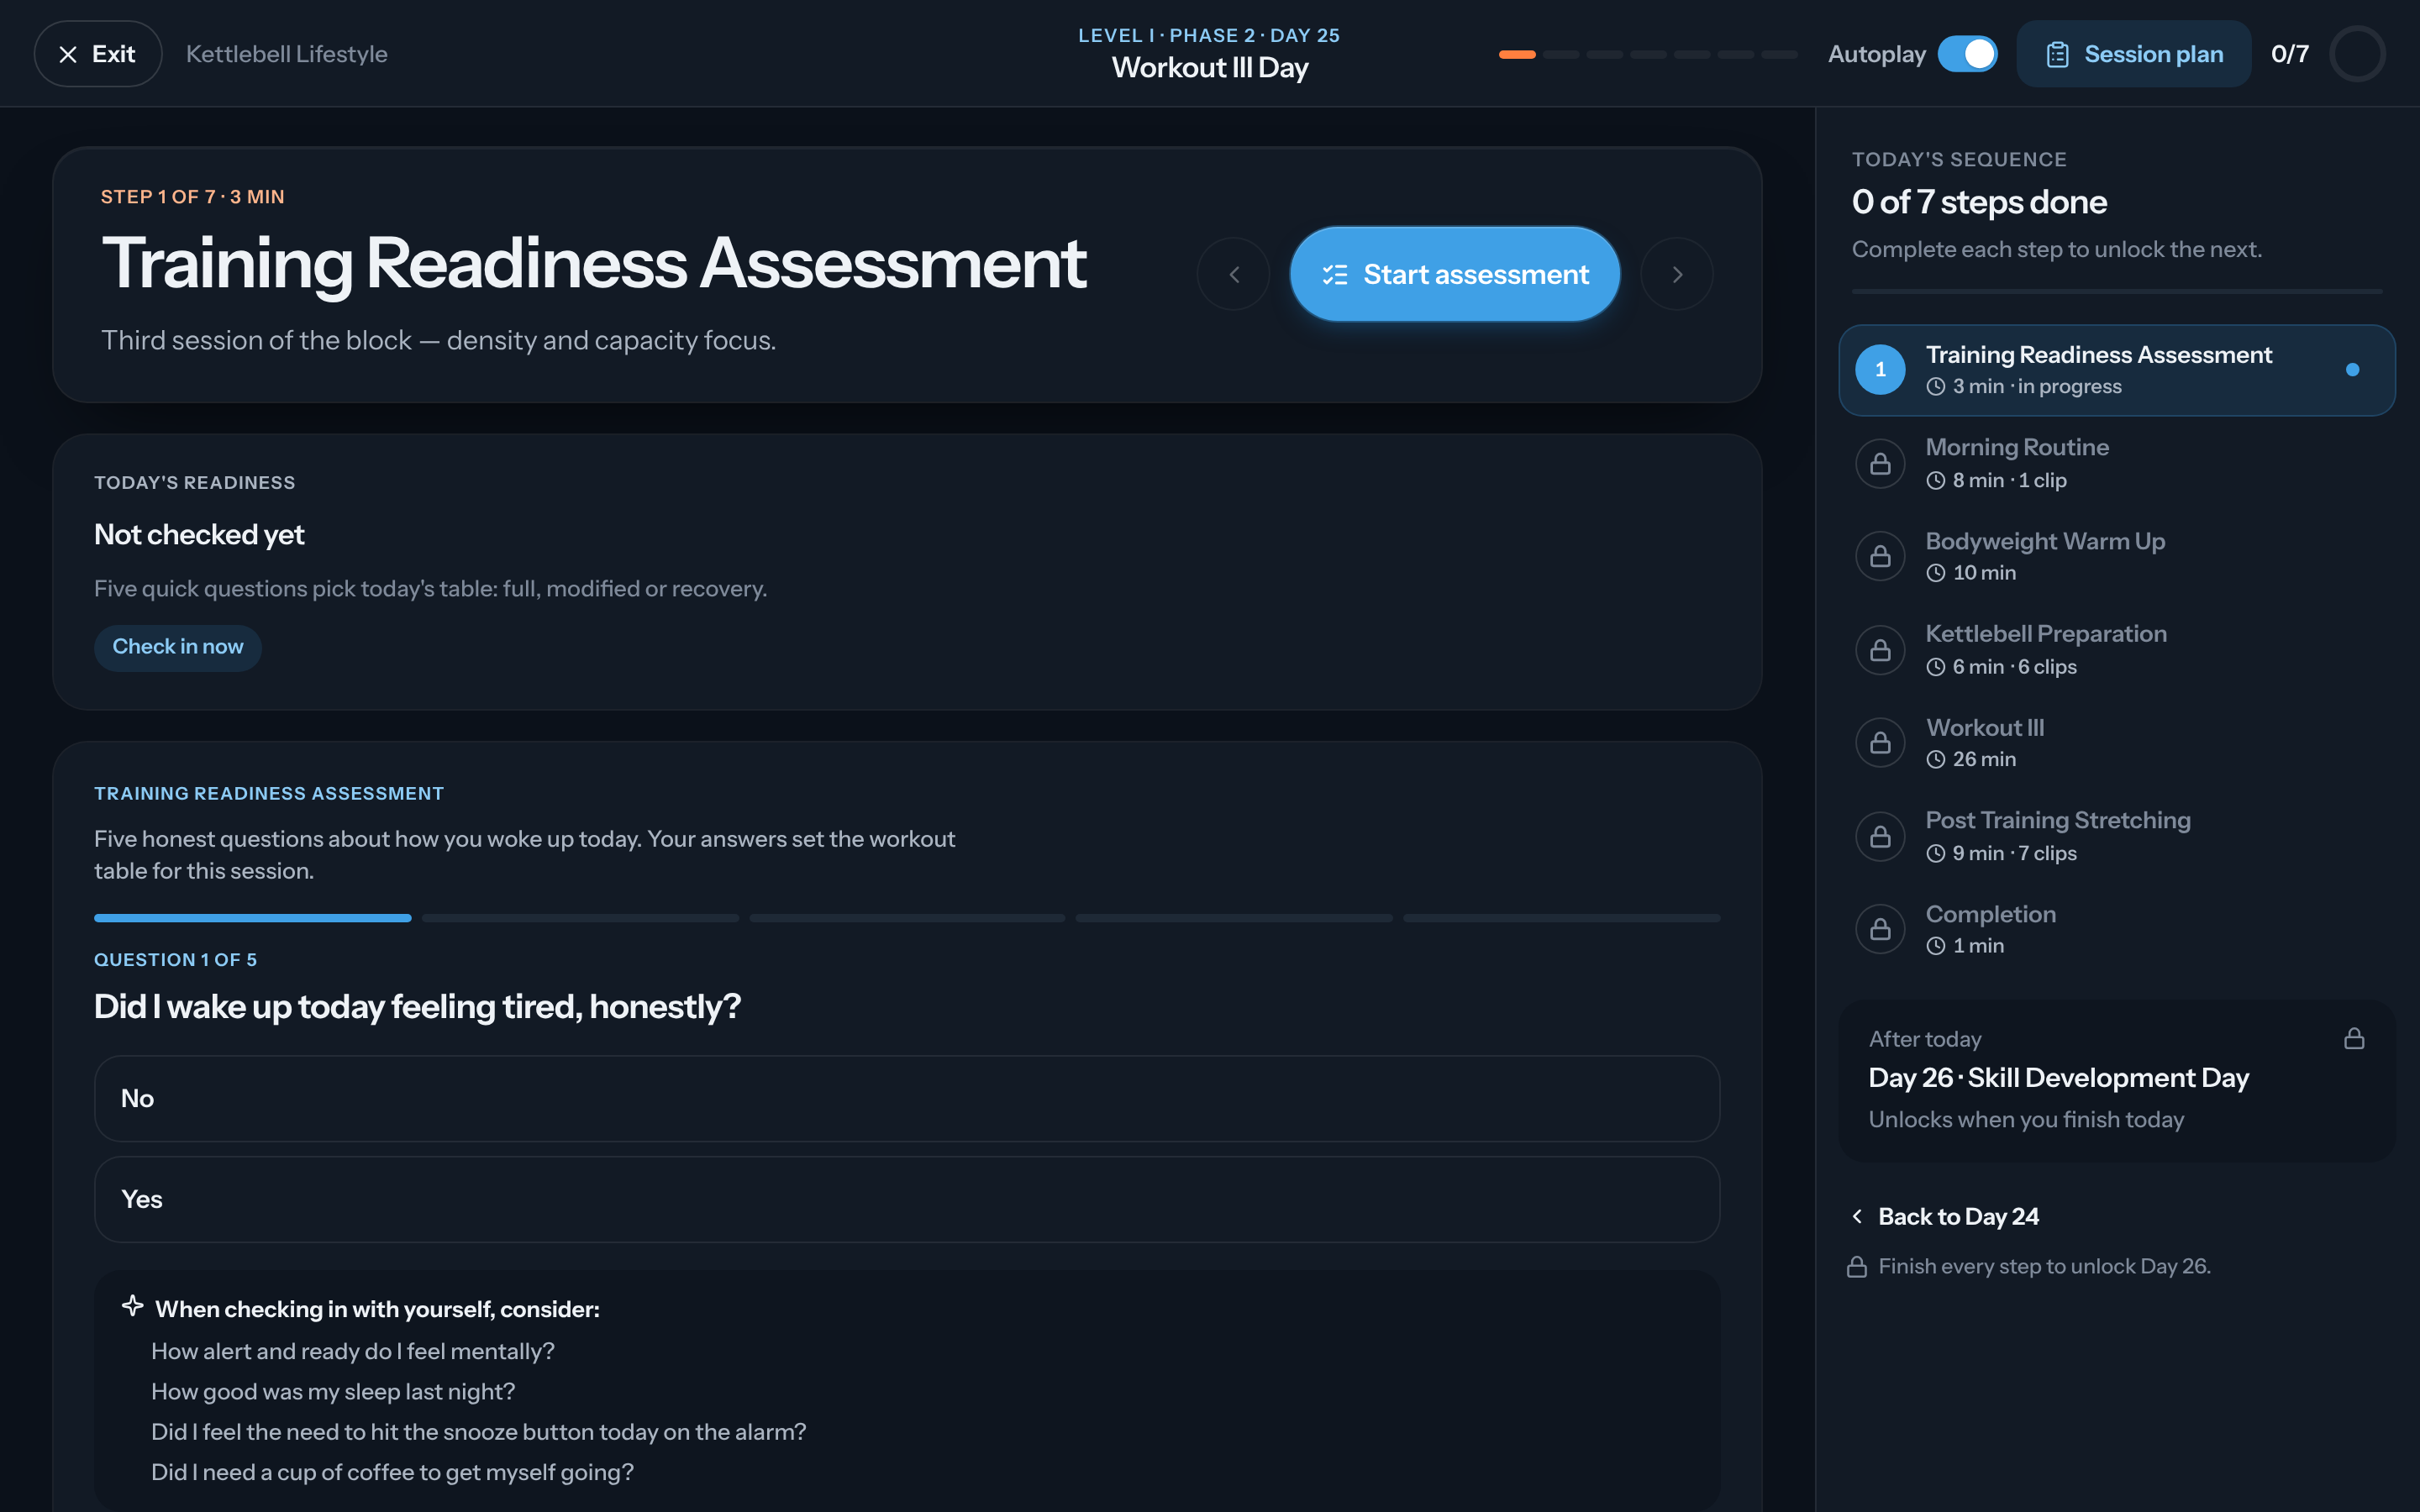 Exit
Kettlebell Lifestyle
LEVEL I · PHASE 2 · DAY 25
Workout III Day
Autoplay
Session plan
0/7
STEP 1 OF 7 · 3 MIN
Training Readiness Assessment
Third session of the block — density and capacity focus.
Start assessment
TODAY'S READINESS
Not checked yet
Five quick questions pick today's table: full, modified or recovery.
Check in now
TRAINING READINESS ASSESSMENT
Five honest questions about how you woke up today. Your answers set the workout
table for this session.
QUESTION 1 OF 5
Did I wake up today feeling tired, honestly?
No
Yes
When checking in with yourself, consider:
How alert and ready do I feel mentally?
How good was my sleep last night?
Did I feel the need to hit the snooze button today on the alarm?
Did I need a cup of coffee to get myself going?
TODAY'S SEQUENCE
0 of 7 steps done
Complete each step to unlock the next.
1
Training Readiness Assessment
3 min · in progress
Morning Routine
8 min · 1 clip
Bodyweight Warm Up
10 min
Kettlebell Preparation
6 min · 6 clips
Workout III
26 min
Post Training Stretching
9 min · 7 clips
Completion
1 min
After today
Day 26 · Skill Development Day
Unlocks when you finish today
Back to Day 24
Finish every step to unlock Day 26.